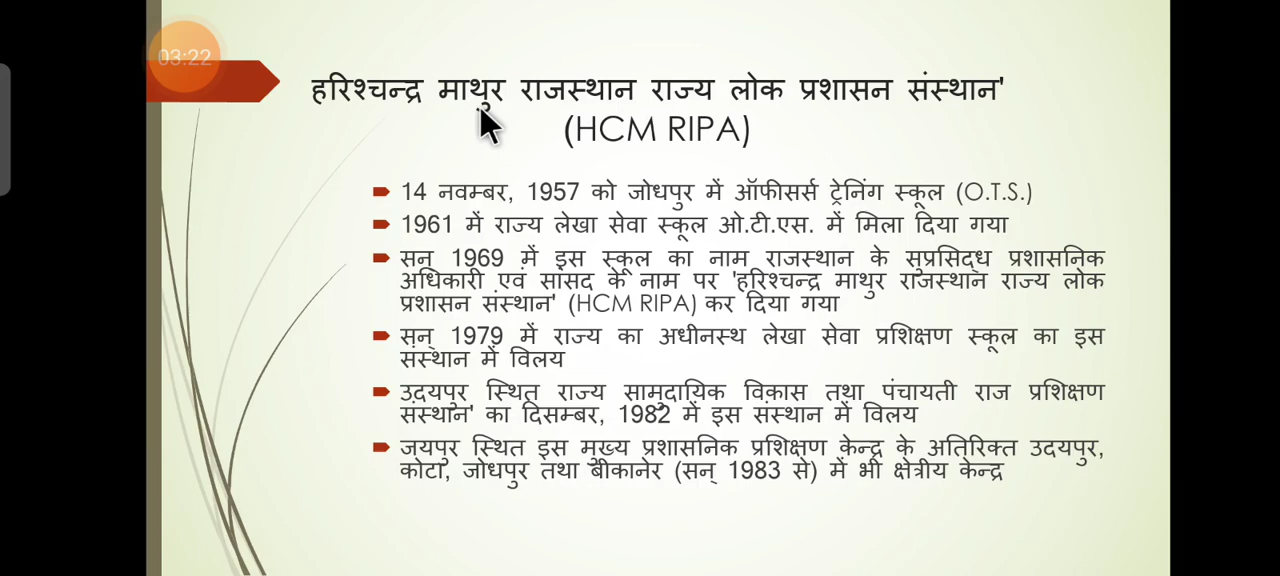 03:22
हरिश्चन्द्र माथुर राजस्थान राज्य लोक प्रशासन संस्थान'
(HCM RIPA)
14 नवम्बर, 1957 को जोधपुर में ऑफीसर्स ट्रेनिंग स्कूल (O.T.S.)
1961 में राज्य लेखा सेवा स्कूल ओ.टी.एस. में मिला दिया गया
सन् 1969 में इस स्कूल का नाम राजस्थान के सुप्रसिद्ध प्रशासनिक
अधिकारी एवं सांसद के नाम पर 'हरिश्चन्द्र माथुर राजस्थान राज्य लोक
प्रशासन संस्थान' (HCM RIPA) कर दिया गया
सन् 1979 में राज्य का अधीनस्थ लेखा सेवा प्रशिक्षण स्कूल का इस
संस्थान में विलय
उदयपुर स्थित राज्य सामुदायिक विकास तथा पंचायती राज प्रशिक्षण
संस्थान' का दिसम्बर, 1982 में इस संस्थान में विलय
जयपुर स्थित इस मुख्य प्रशासनिक प्रशिक्षण केन्द्र के अतिरिक्त उदयपुर,
कोटा, जोधपुर तथा बीकानेर (सन् 1983 से) में भी क्षेत्रीय केन्द्र